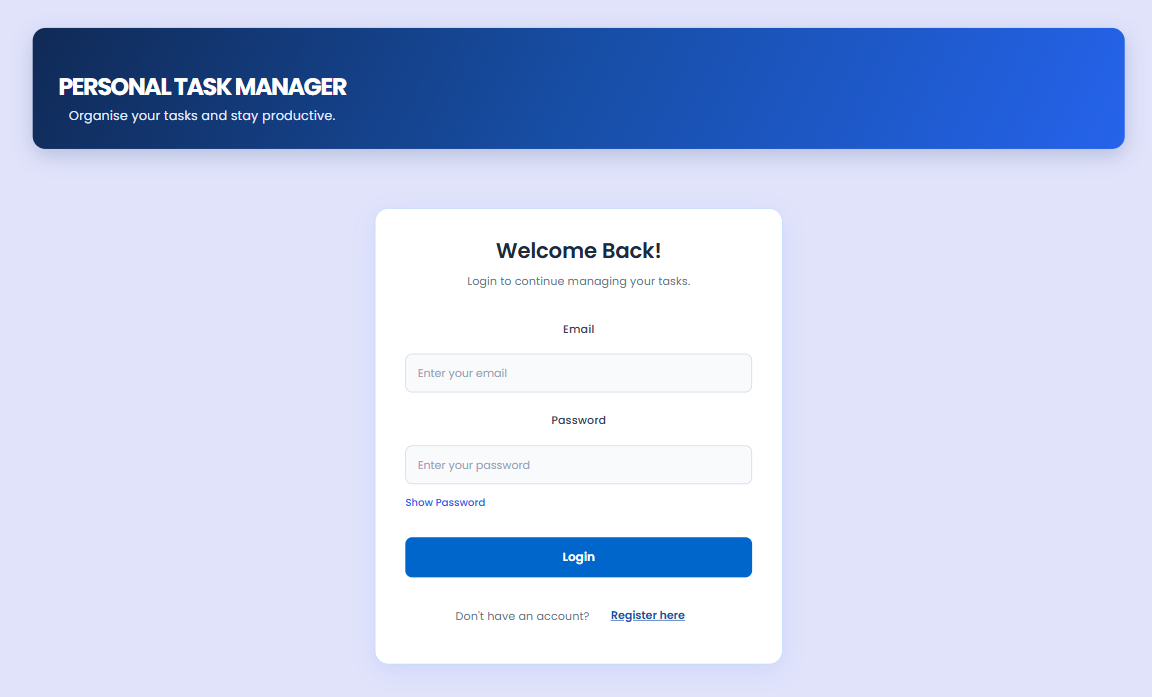 PERSONAL TASK MANAGER
Organise your tasks and stay productive.
Welcome Back!
Login to continue managing your tasks.
Email
Enter your email
Password
Enter your password
Show Password
Login
Don't have an account? Register here